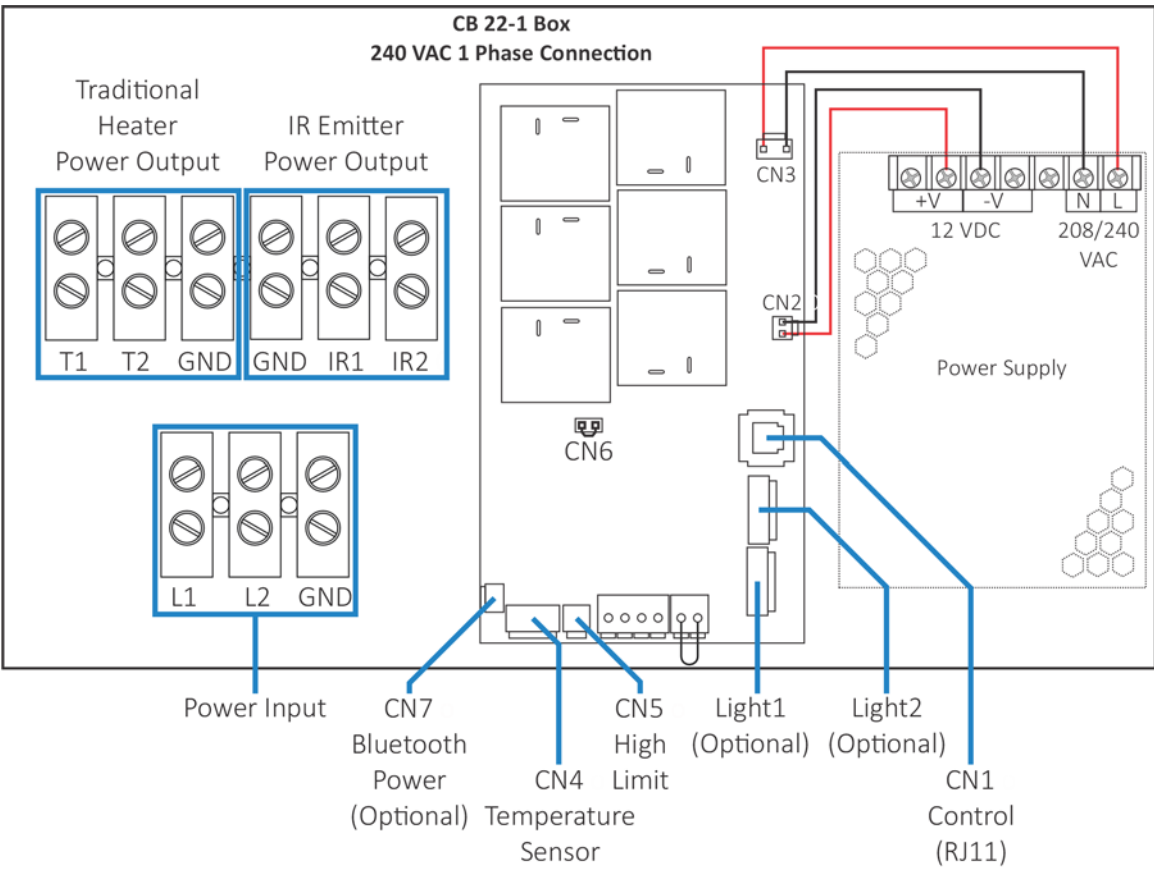 CB 22-1 Box
240 VAC 1 Phase Connection
Traditional
Heater
Power Output
IR Emitter
Power Output
T1 T2 GND GND IR1 IR2
L1 L2 GND
CN3
CN2
CN6
+V -V N L
12 VDC 208/240
VAC
Power Supply
Power Input
CN7
Bluetooth
Power
(Optional)
CN4
Temperature
Sensor
CN5
High
Limit
Light1
(Optional)
Light2
(Optional)
CN1
Control
(RJ11)